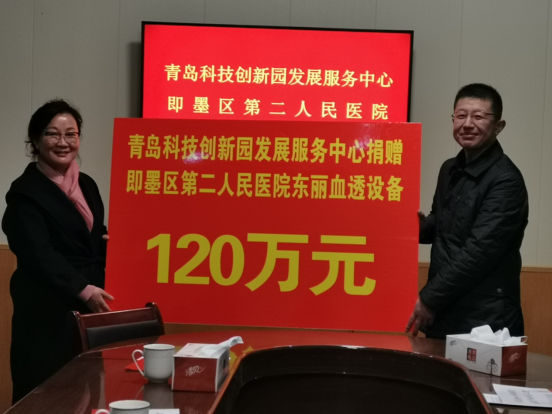 青岛科技创新园发展服务中心
即墨区第二人民医院
青岛科技创新园发展服务中心捐赠
即墨区第二人民医院东丽血透设备
120万元